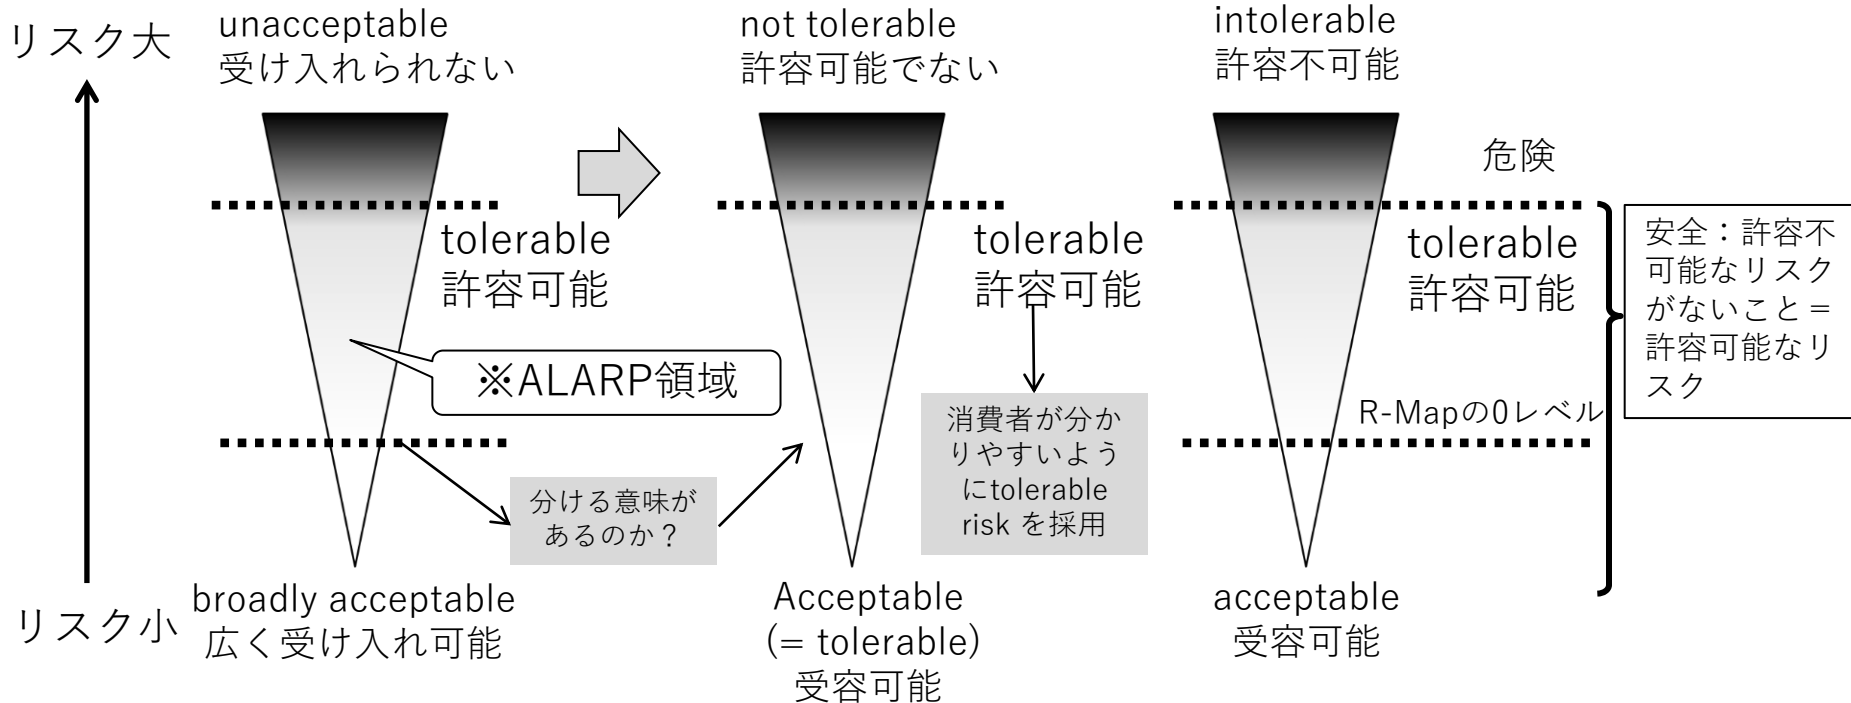 リスク大
リスク小
unacceptable
受け入れられない
tolerable
許容可能
※ALARP領域
分ける意味が
あるのか？
broadly acceptable
広く受け入れ可能
not tolerable
許容可能でない
tolerable
許容可能
消費者が分か
りやすいよう
にtolerable
risk を採用
Acceptable
(= tolerable)
受容可能
intolerable
許容不可能
危険
tolerable
許容可能
R-Mapの0レベル
acceptable
受容可能
安全：許容不
可能なリスク
がないこと＝
許容可能なリ
スク